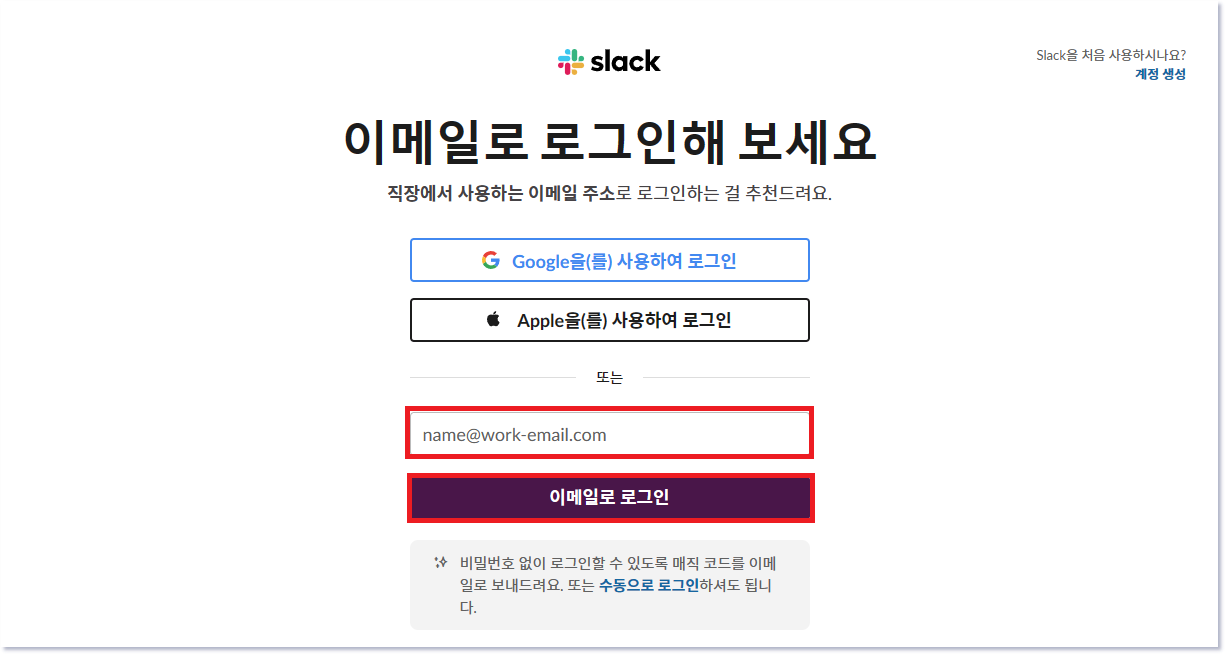 slack
Slack을 처음 사용하시나요?
계정 생성
이메일로 로그인해 보세요
직장에서 사용하는 이메일 주소로 로그인하는 걸 추천드려요.
Google을(를) 사용하여 로그인
Apple을(를) 사용하여 로그인
또는
name@work-email.com
이메일로 로그인
비밀번호 없이 로그인할 수 있도록 매직 코드를 이메
일로 보내드려요. 또는 수동으로 로그인하셔도 됩니
다.